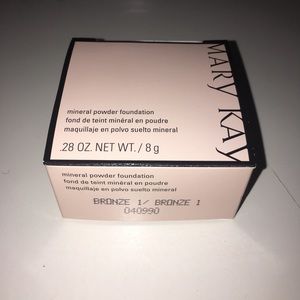 MARY KAY
mineral powder foundation
fond de teint minéral en poudre
maquillaje en polvo suelto mineral
.28 OZ. NET WT. / 8 g
mineral powder foundation
fond de teint minéral en poudre
maquillaje en polvo suelto mineral
BRONZE 1/ BRONZE 1
040990